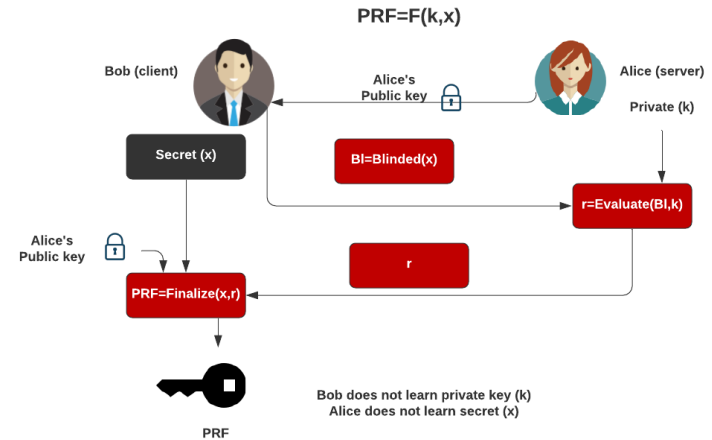 PRF=F(k,x)
Bob (client)
Alice's
Public key
Alice (server)
Private (k)
Secret (x)
Bl=Blinded(x)
r=Evaluate(Bl,k)
Alice's
Public key
r
PRF=Finalize(x,r)
Bob does not learn private key (k)
Alice does not learn secret (x)
PRF